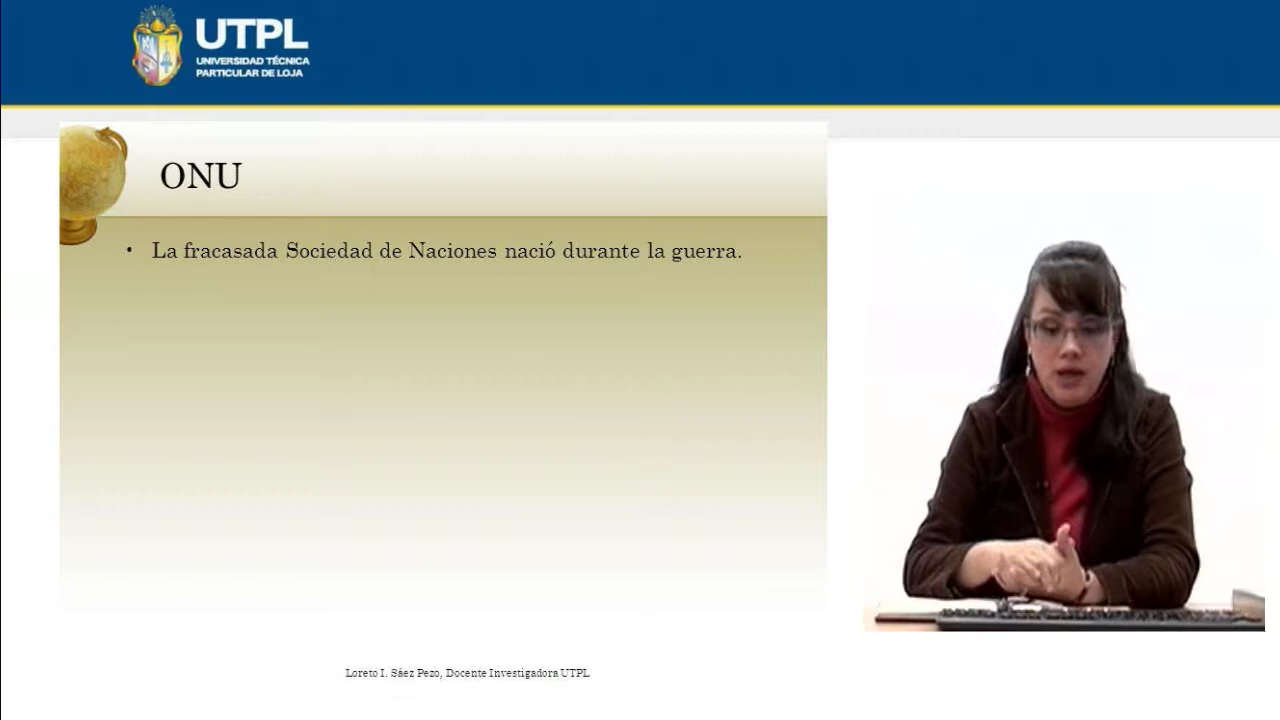 UTPL
UNIVERSIDAD TÉCNICA
PARTICULAR DE LOJA
ONU
• La fracasada Sociedad de Naciones nació durante la guerra.
Loreto I. Sáez Pezo, Docente Investigadora UTPL